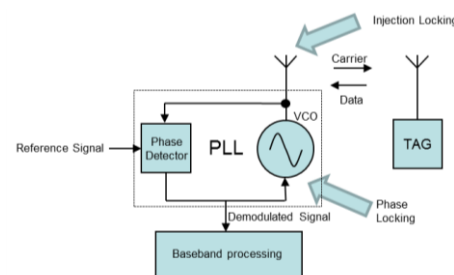 Injection Locking
Carrier
Data
VCO
Reference Signal
Phase
Detector
PLL
TAG
Phase
Locking
Demodulated Signal
Baseband processing